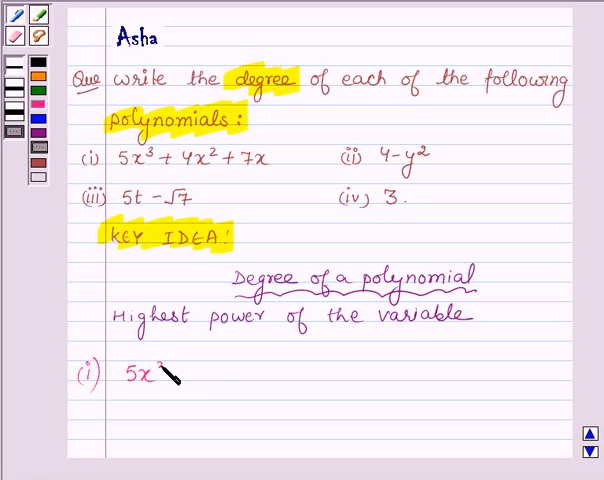 Asha
Que write the degree of each of the following
polynomials:
(i) 5x³ + 4x² + 7x (ii) 4-y²
(iii) 5t - √7 (iv) 3.
KEY IDEA!
Degree of a polynomial
Highest power of the variable
(i) 5x³